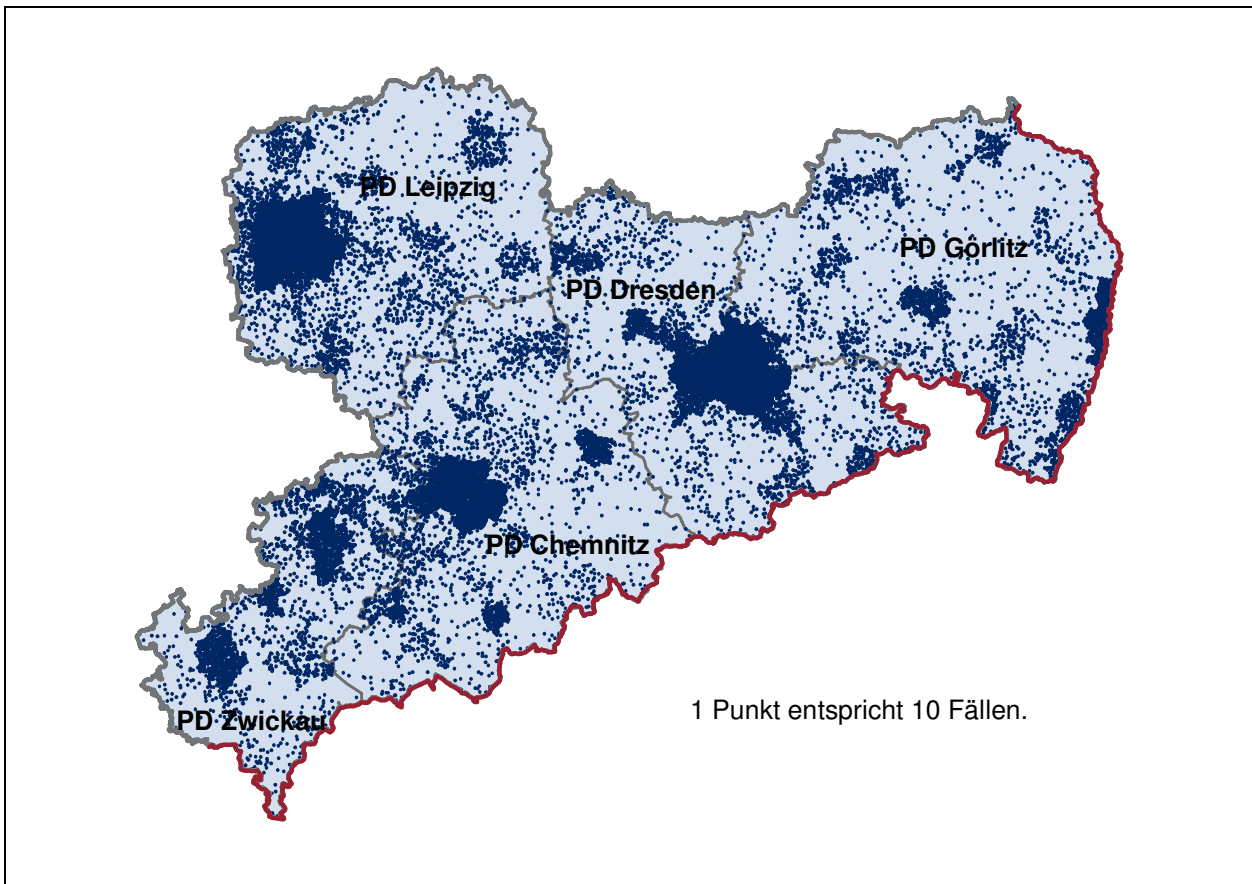 PD Leipzig
PD Görlitz
PD Dresden
PD Chemnitz
PD Zwickau
1 Punkt entspricht 10 Fällen.